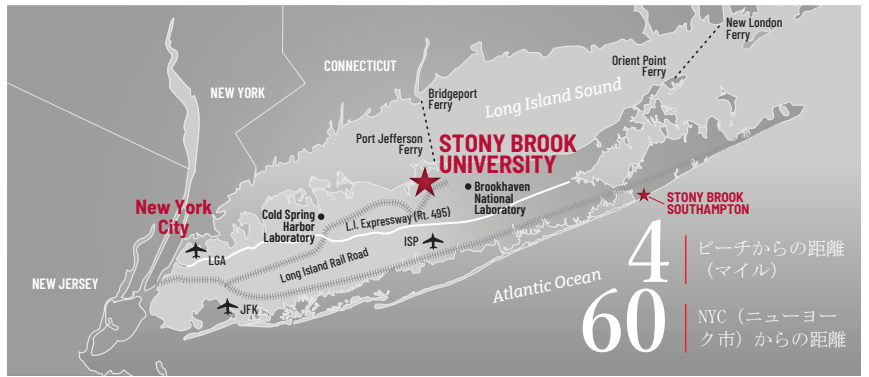 New London
Ferry
Orient Point
Ferry
CONNECTICUT
NEW YORK
Bridgeport
Ferry
Long Island Sound
Port Jefferson
Ferry
STONY BROOK
UNIVERSITY
Brookhaven
National
Laboratory
STONY BROOK
SOUTHAMPTON
New York
City
Cold Spring
Harbor
Laboratory
L.I. Expressway (Rt. 495)
ISP
LGA
Long Island Rail Road
NEW JERSEY
JFK
Atlantic Ocean
4
ビーチからの距離
（マイル）
60
NYC（ニューヨー
ク市）からの距離